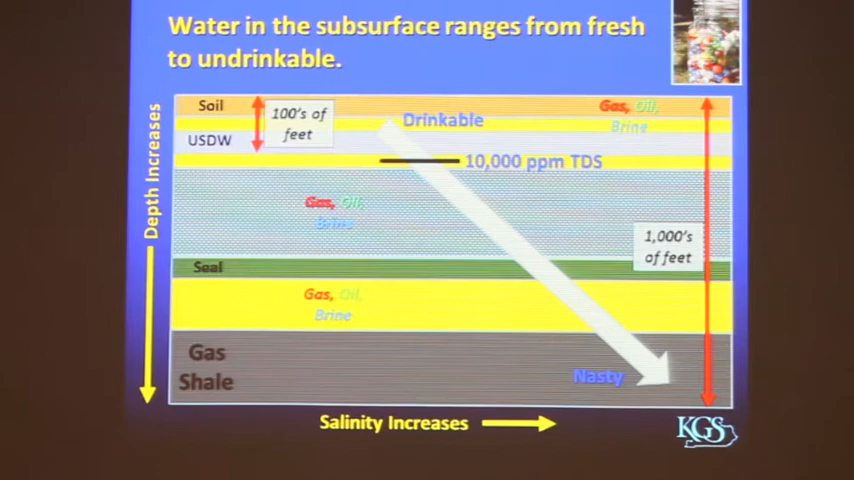 Water in the subsurface ranges from fresh
to undrinkable.
Depth Increases
Soil
100's of
feet
Drinkable
Gas, Oil,
Brine
USDW
10,000 ppm TDS
Gas, Oil,
Brine
1,000's
of feet
Seal
Gas, Oil,
Brine
Gas
Shale
Nasty
Salinity Increases
KGS